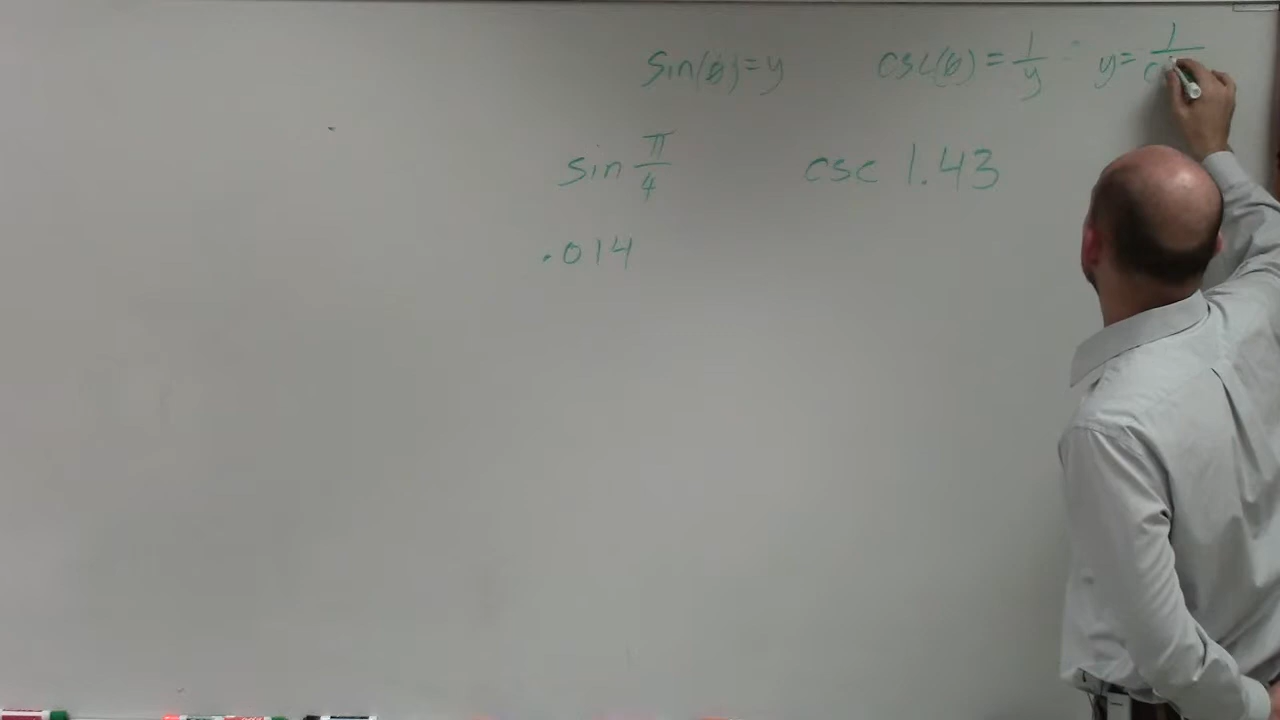 sin(θ)=y csc(θ)=1/y y=1/c
sin π/4 csc 1.43
.014